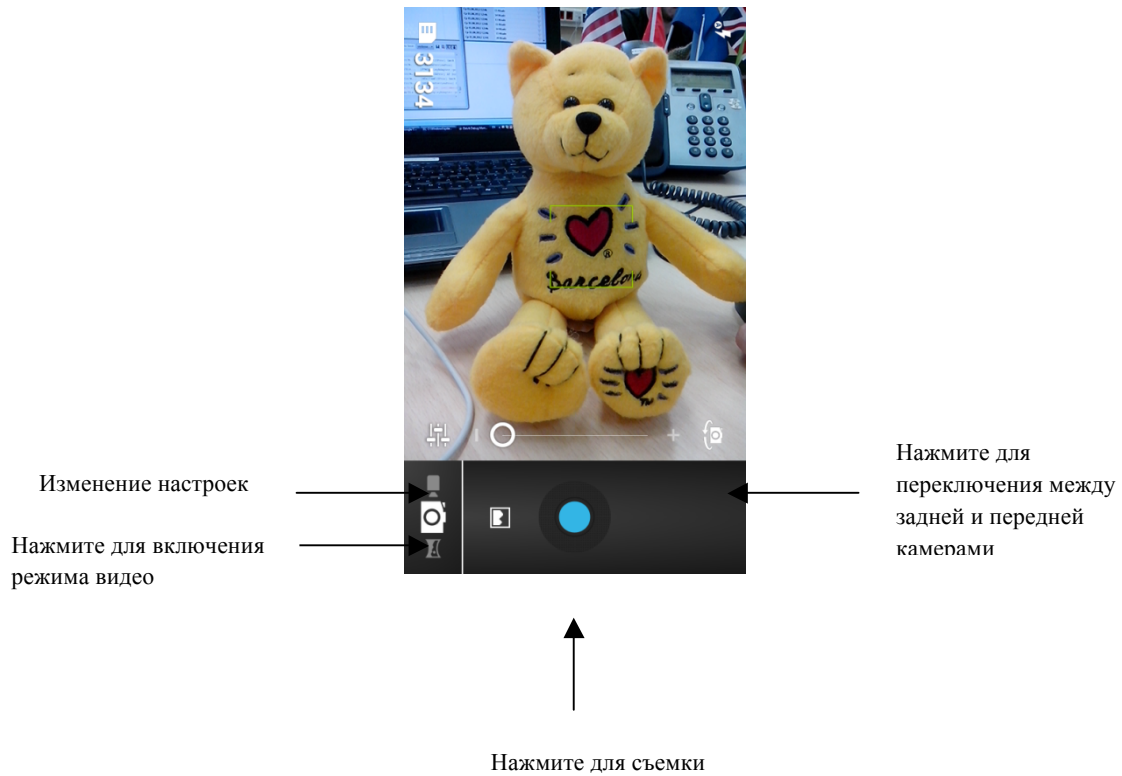 3134
A
Barcelona
TM
Изменение настроек
Нажмите для включения
режима видео
Нажмите для
переключения между
задней и передней
камерами
Нажмите для съемки